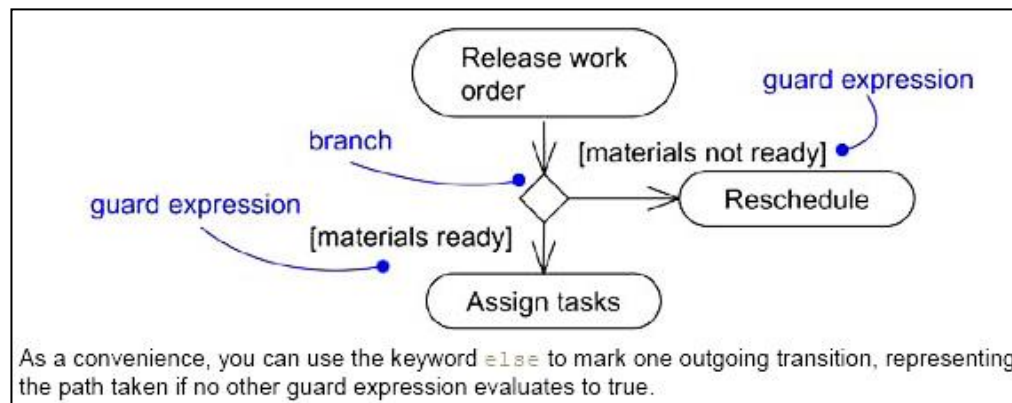 Release work
order
guard expression
branch
[materials not ready]
guard expression
Reschedule
[materials ready]
Assign tasks
As a convenience, you can use the keyword else to mark one outgoing transition, representing
the path taken if no other guard expression evaluates to true.